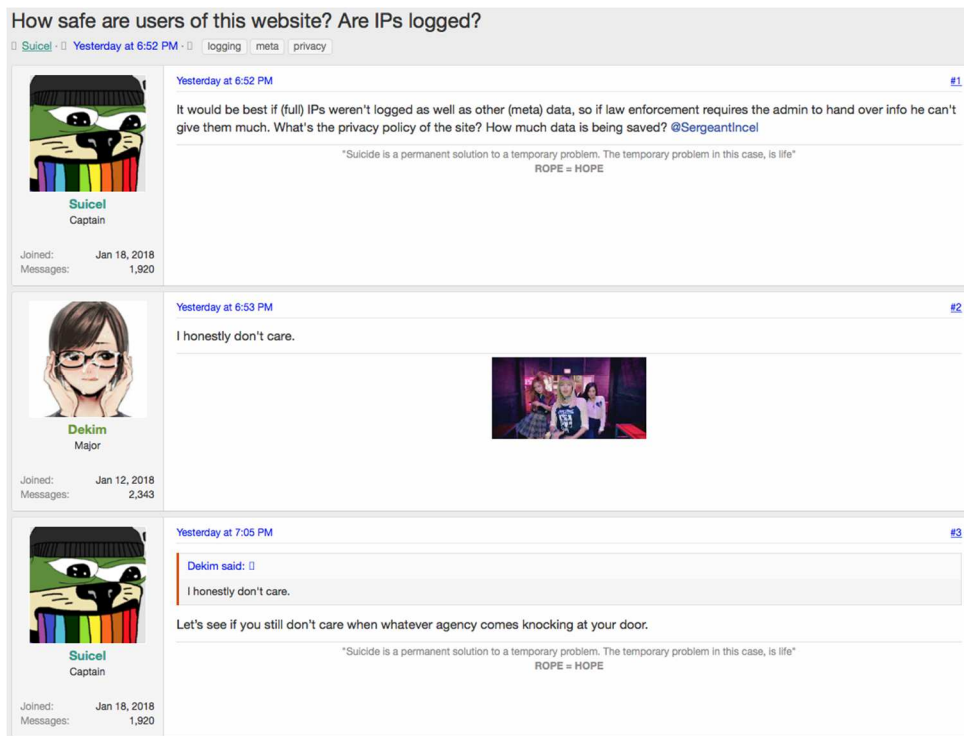 How safe are users of this website? Are IPs logged?
Suicel · Yesterday at 6:52 PM · logging meta privacy
Yesterday at 6:52 PM #1
It would be best if (full) IPs weren't logged as well as other (meta) data, so if law enforcement requires the admin to hand over info he can't
give them much. What's the privacy policy of the site? How much data is being saved? @SergeantIncel
"Suicide is a permanent solution to a temporary problem. The temporary problem in this case, is life"
ROPE = HOPE
Suicel
Captain
Joined: Jan 18, 2018
Messages: 1,920
Yesterday at 6:53 PM #2
I honestly don't care.
Dekim
Major
Joined: Jan 12, 2018
Messages: 2,343
Yesterday at 7:05 PM #3
Dekim said:
I honestly don't care.
Let's see if you still don't care when whatever agency comes knocking at your door.
"Suicide is a permanent solution to a temporary problem. The temporary problem in this case, is life"
ROPE = HOPE
Suicel
Captain
Joined: Jan 18, 2018
Messages: 1,920